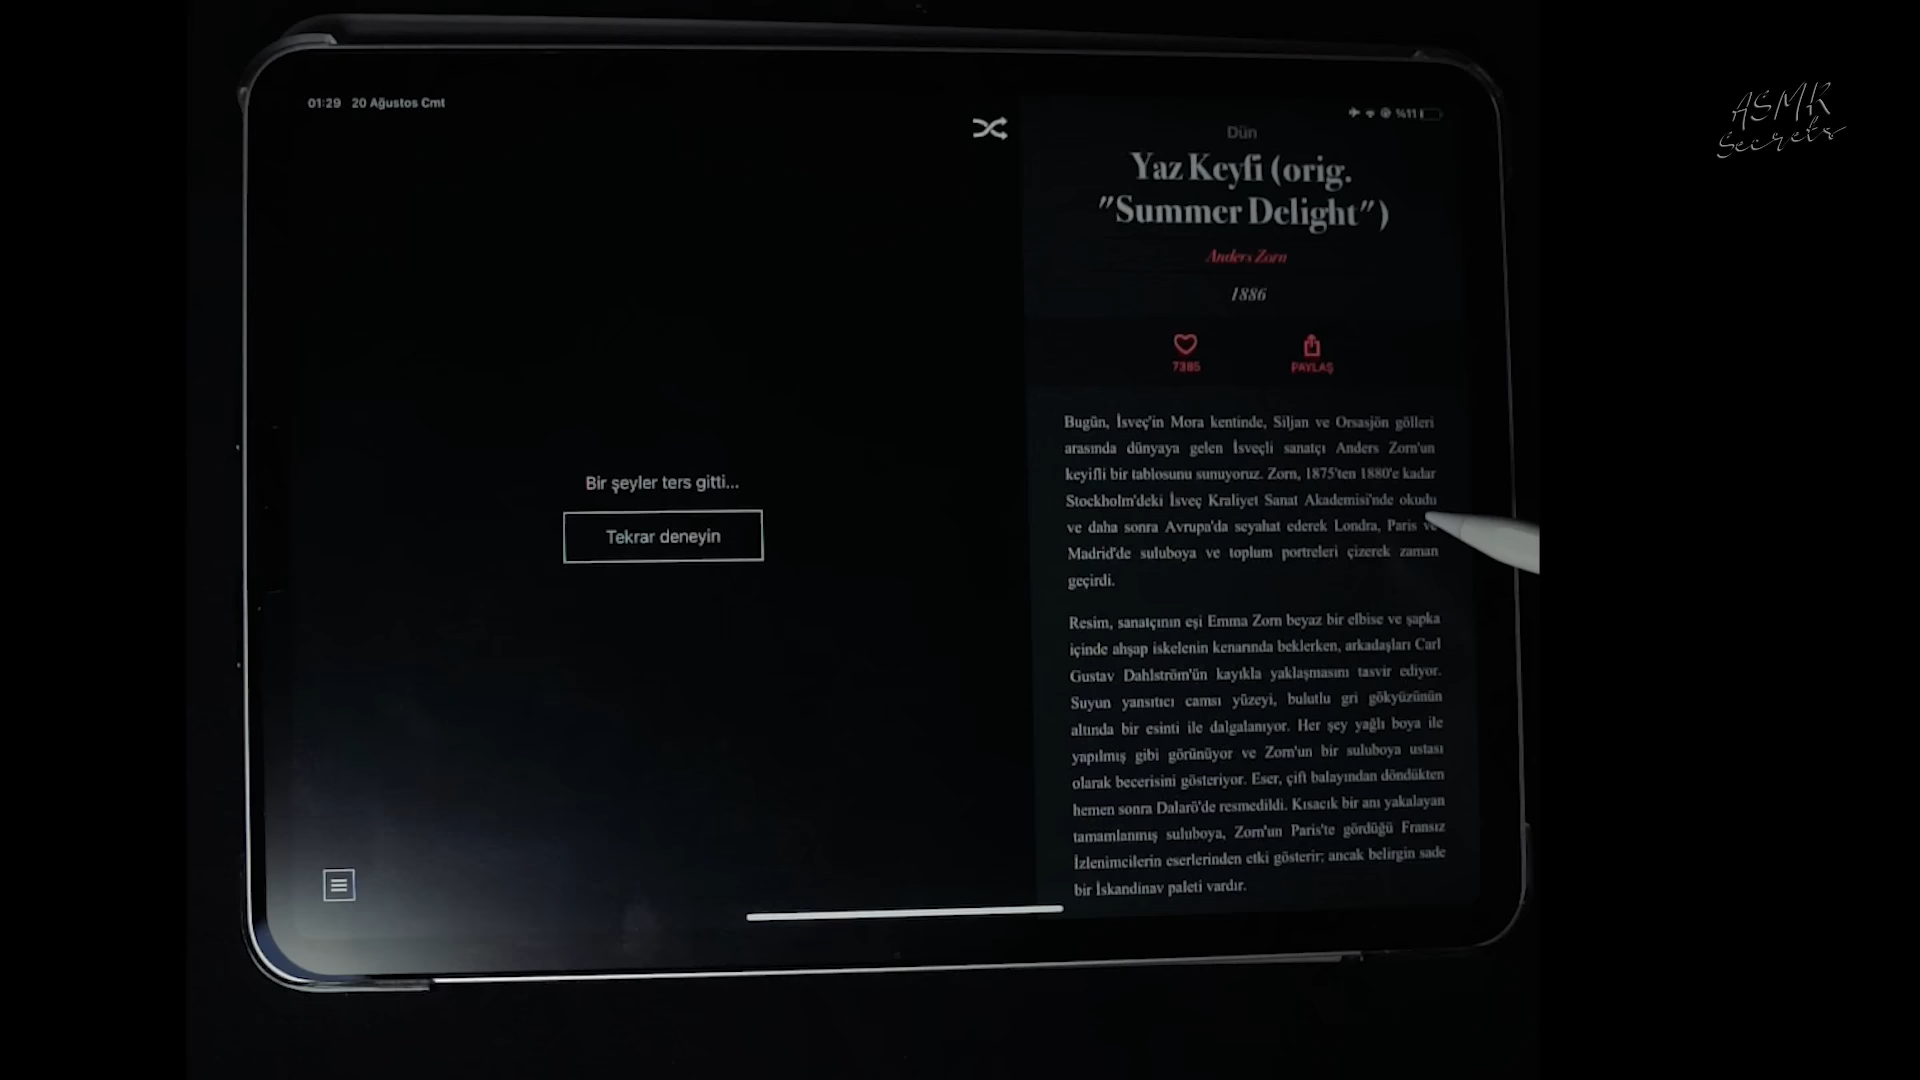 01:29 20 Ağustos Cmt
%11
ASMR
Secrets
Dün
Yaz Keyfi (orig.
"Summer Delight")
Anders Zorn
1886
7385
PAYLAŞ
Bir şeyler ters gitti...
Tekrar deneyin
Bugün, İsveç'in Mora kentinde, Siljan ve Orsasjön gölleri
arasında dünyaya gelen İsveçli sanatçı Anders Zorn'un
keyifli bir tablosunu sunuyoruz. Zorn, 1875'ten 1880'e kadar
Stockholm'deki İsveç Kraliyet Sanat Akademisi'nde okudu
ve daha sonra Avrupa'da seyahat ederek Londra, Paris ve
Madrid'de suluboya ve toplum portreleri çizerek zaman
geçirdi.
Resim, sanatçının eşi Emma Zorn beyaz bir elbise ve şapka
içinde ahşap iskelenin kenarında beklerken, arkadaşları Carl
Gustav Dahlström'ün kayıkla yaklaşmasını tasvir ediyor.
Suyun yansıtıcı camsı yüzeyi, bulutlu gri gökyüzünün
altında bir esinti ile dalgalanıyor. Her şey yağlı boya ile
yapılmış gibi görünüyor ve Zorn'un bir suluboya ustası
olarak becerisini gösteriyor. Eser, çift balayından döndükten
hemen sonra Dalarö'de resmedildi. Kısacık bir anı yakalayan
tamamlanmış suluboya, Zorn'un Paris'te gördüğü Fransız
İzlenimcilerin eserlerinden etki gösterir; ancak belirgin sade
bir İskandinav paleti vardır.